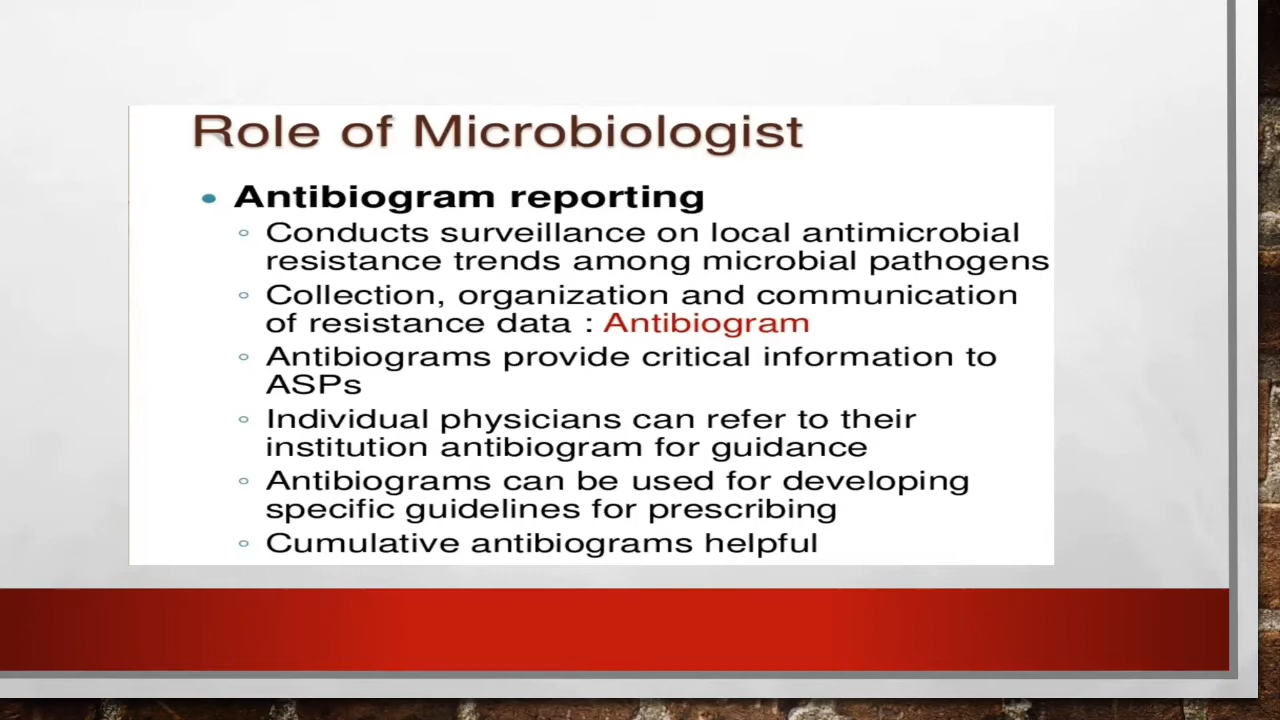 Role of Microbiologist
• Antibiogram reporting
◦ Conducts surveillance on local antimicrobial
resistance trends among microbial pathogens
◦ Collection, organization and communication
of resistance data : Antibiogram
◦ Antibiograms provide critical information to
ASPs
◦ Individual physicians can refer to their
institution antibiogram for guidance
◦ Antibiograms can be used for developing
specific guidelines for prescribing
◦ Cumulative antibiograms helpful